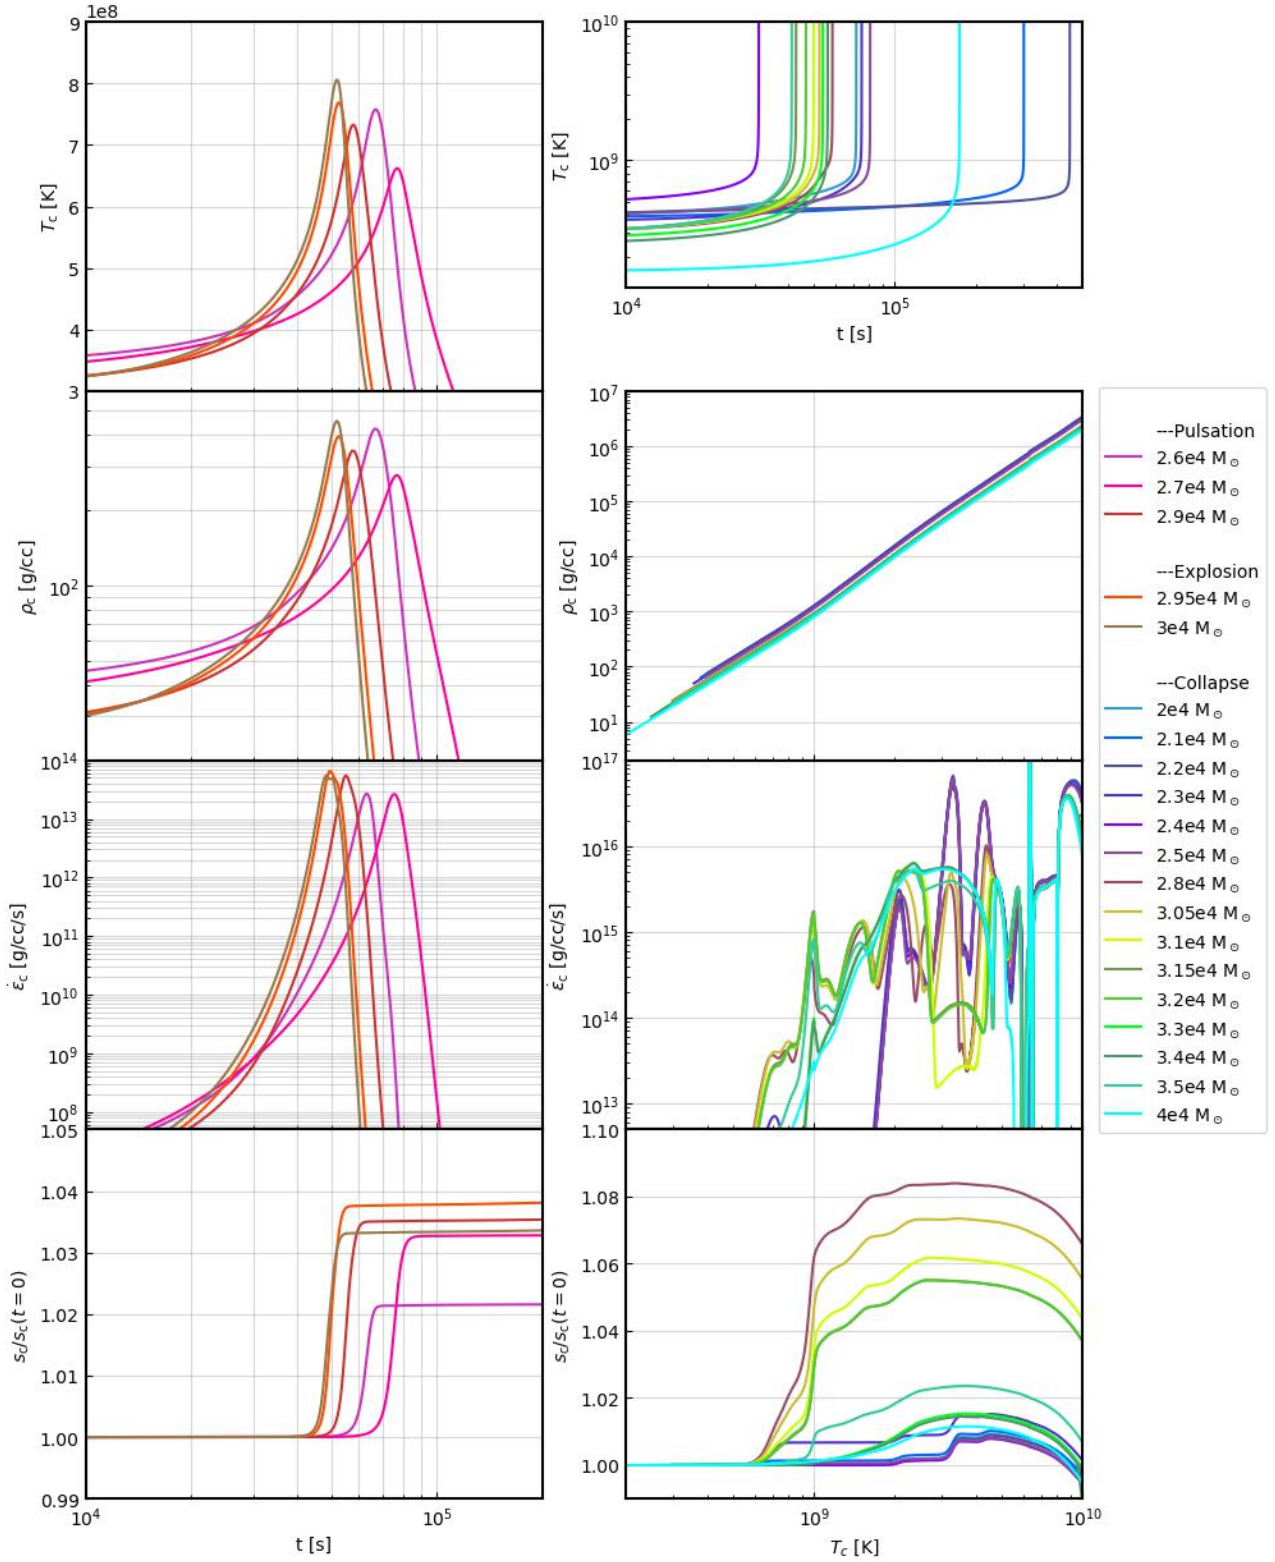 1e8
9
8
7
6
5
4
3
T_c [K]
10^10
10^9
T_c [K]
10^4
10^5
t [s]
10^2
ρ_c [g/cc]
10^7
10^6
10^5
10^4
10^3
10^2
10^1
ρ_c [g/cc]
---Pulsation
2.6e4 M⊙
2.7e4 M⊙
2.9e4 M⊙
---Explosion
2.95e4 M⊙
3e4 M⊙
---Collapse
2e4 M⊙
2.1e4 M⊙
2.2e4 M⊙
2.3e4 M⊙
2.4e4 M⊙
2.5e4 M⊙
2.8e4 M⊙
3.05e4 M⊙
3.1e4 M⊙
3.15e4 M⊙
3.2e4 M⊙
3.3e4 M⊙
3.4e4 M⊙
3.5e4 M⊙
4e4 M⊙
10^14
10^13
10^12
10^11
10^10
10^9
10^8
ε̇_c [g/cc/s]
10^17
10^16
10^15
10^14
10^13
ε̇_c [g/cc/s]
1.05
1.04
1.03
1.02
1.01
1.00
0.99
s_c/s_c(t = 0)
10^4
10^5
t [s]
1.10
1.08
1.06
1.04
1.02
1.00
s_c/s_c(t = 0)
10^9
10^10
T_c [K]